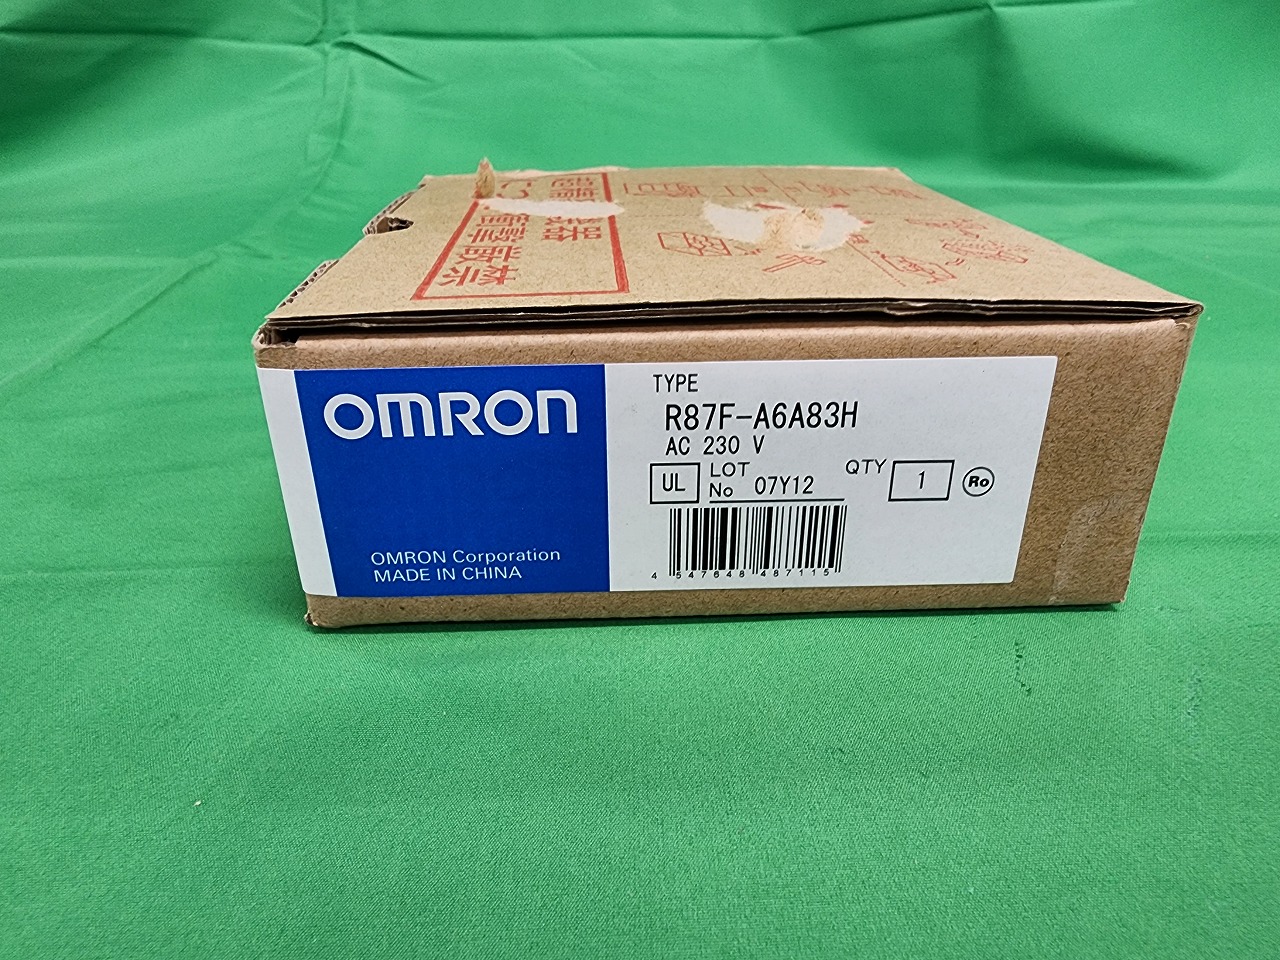 OMRON
OMRON Corporation
MADE IN CHINA
TYPE
R87F-A6A83H
AC 230 V
UL
LOT No 07Y12
QTY 1
Ro
4 547648 487115